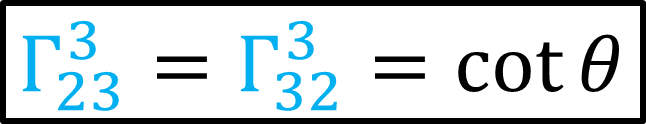 Γ³₂₃ = Γ³₃₂ = cot θ